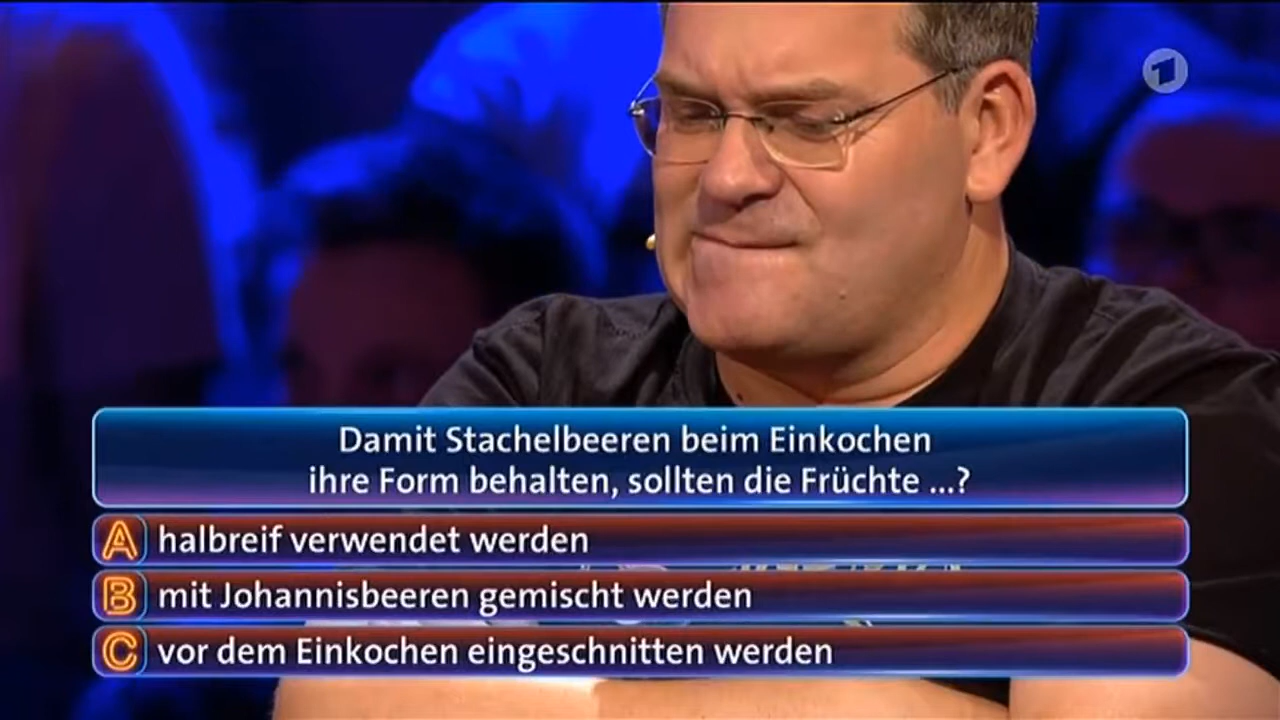 Damit Stachelbeeren beim Einkochen
ihre Form behalten, sollten die Früchte ...?
A halbreif verwendet werden
B mit Johannisbeeren gemischt werden
C vor dem Einkochen eingeschnitten werden
1